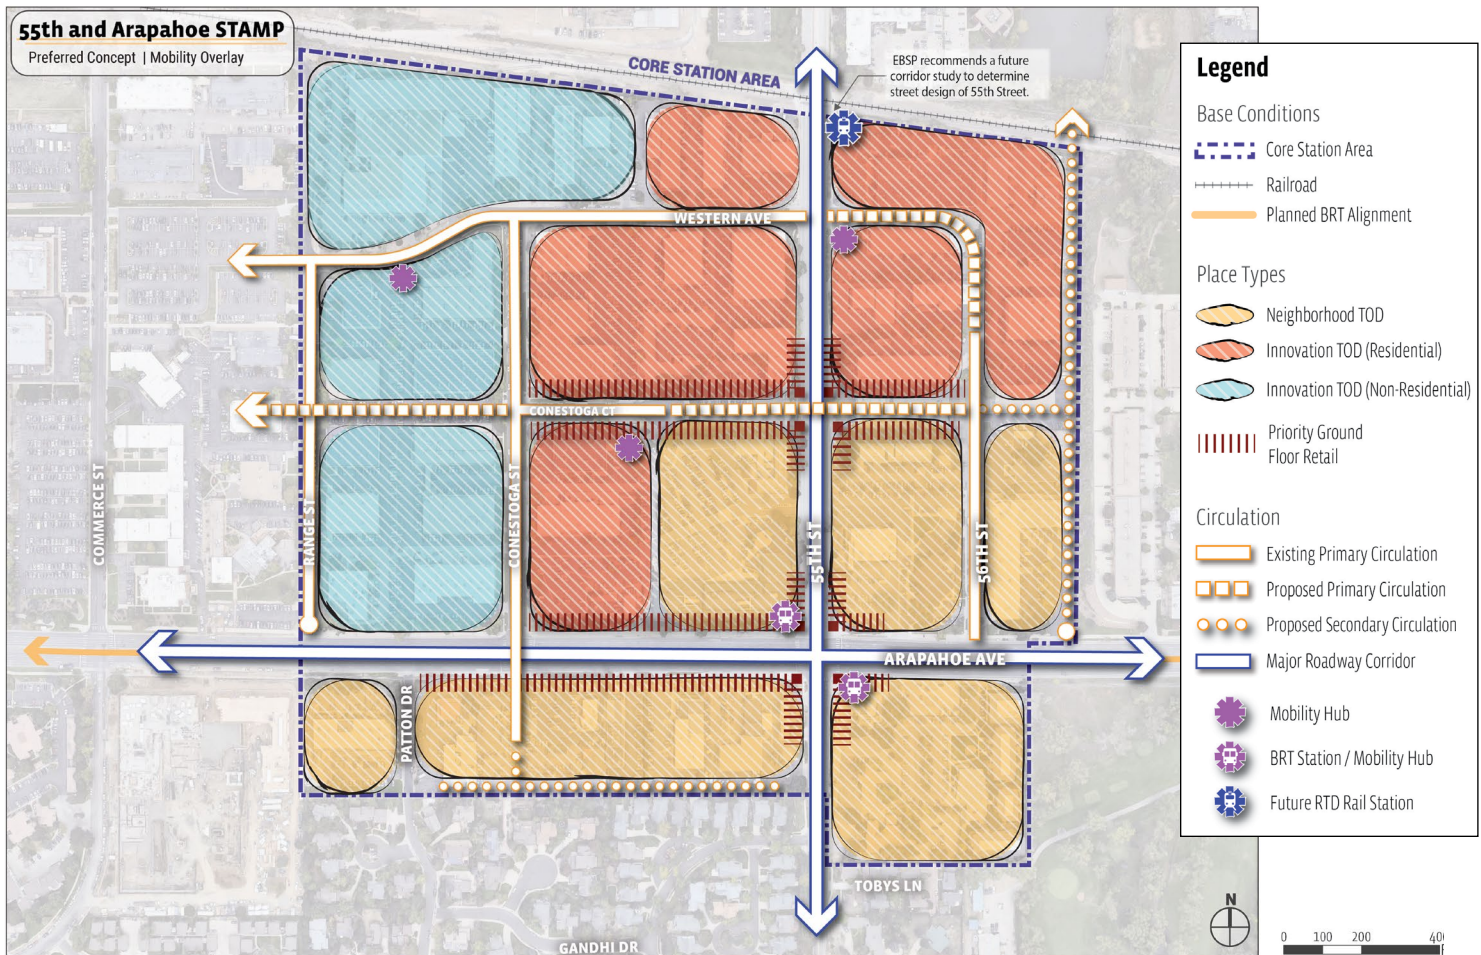 55th and Arapahoe STAMP
Preferred Concept | Mobility Overlay
CORE STATION AREA
EBSP recommends a future
corridor study to determine
street design of 55th Street.
WESTERN AVE
CONESTOGA CT
COMMERCE ST
RANGE ST
CONESTOGA ST
55TH ST
56TH ST
ARAPAHOE AVE
PATTON DR
TOBYS LN
GANDHI DR
Legend
Base Conditions
Core Station Area
Railroad
Planned BRT Alignment
Place Types
Neighborhood TOD
Innovation TOD (Residential)
Innovation TOD (Non-Residential)
Priority Ground
Floor Retail
Circulation
Existing Primary Circulation
Proposed Primary Circulation
Proposed Secondary Circulation
Major Roadway Corridor
Mobility Hub
BRT Station / Mobility Hub
Future RTD Rail Station
N
0 100 200